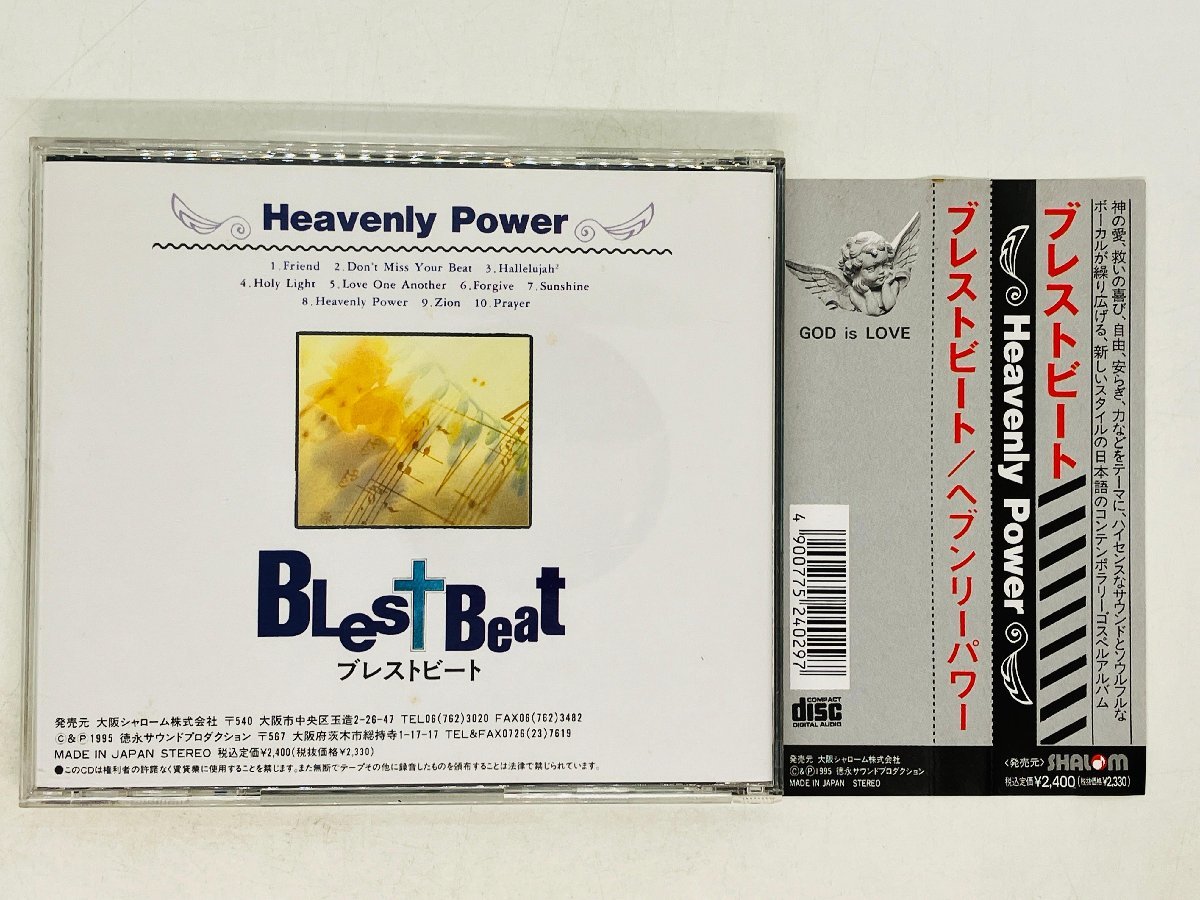 Heavenly Power
1.Friend 2.Don't Miss Your Beat 3.Hallelujah²
4.Holy Light 5.Love One Another 6.Forgive 7.Sunshine
8.Heavenly Power 9.Zion 10.Prayer
BLest Beat
ブレストビート
発売元 大阪シャローム株式会社 〒540 大阪市中央区玉造2-26-47 TEL06(762)3020 FAX06(762)3482
Ⓒ&Ⓟ1995 徳永サウンドプロダクション 〒567 大阪府茨木市総持寺1-17-17 TEL&FAX0726(23)7619
MADE IN JAPAN STEREO 税込定価¥2,400(税抜価格¥2,330)
●このCDは権利者の許諾なく賃貸業に使用することを禁じます。また無断でテープその他に録音したものを頒布することは法律で禁じられています。
GOD is LOVE
4900775240297
COMPACT
disc
DIGITAL AUDIO
発売元 大阪シャローム株式会社
Ⓒ&Ⓟ1995 徳永サウンドプロダクション
MADE IN JAPAN STEREO
ブレストビート/ヘブンリーパワー
Heavenly Power
ブレストビート
神の愛、救いの喜び、自由、安らぎ、力などをテーマに、ハイセンスなサウンドとソウルフルな
ボーカルが繰り広げる、新しいスタイルの日本語のコンテンポラリーゴスペルアルバム
〈発売元〉SHALOM
税込定価¥2,400(税抜価格¥2,330)